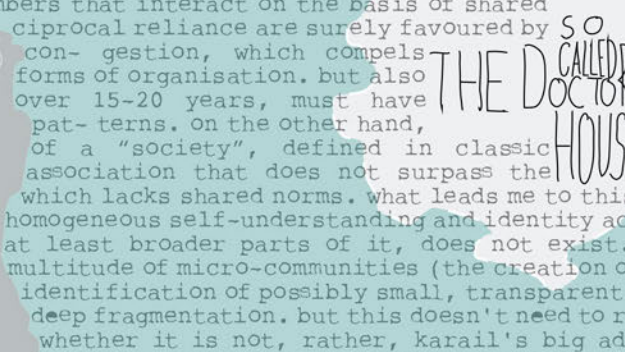 bers that interact on the basis of shared
ciprocal reliance are surely favoured by
con- gestion, which compels
forms of organisation. but also
over 15-20 years, must have
pat- terns. on the other hand,
of a "society", defined in classic
association that does not surpass the
which lacks shared norms. what leads me to this
homogeneous self-understanding and identity
at least broader parts of it, does not exist.
multitude of micro-communities (the creation
identification of possibly small, transparent
deep fragmentation. but this doesn't need to
whether it is not, rather, karail's big
THE DOCTOR
SO
CALLED
HOUS